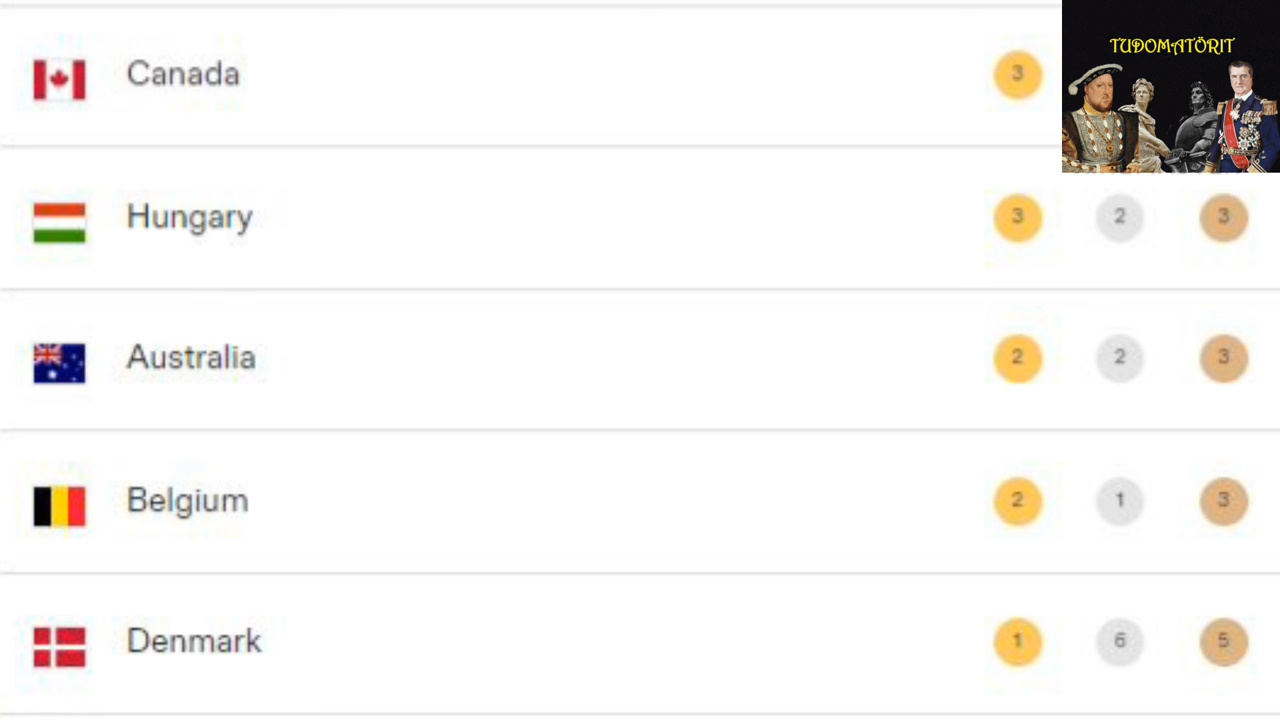 Canada 3
TUDOMATÖRIT
Hungary 3 2 3
Australia 2 2 3
Belgium 2 1 3
Denmark 1 6 5